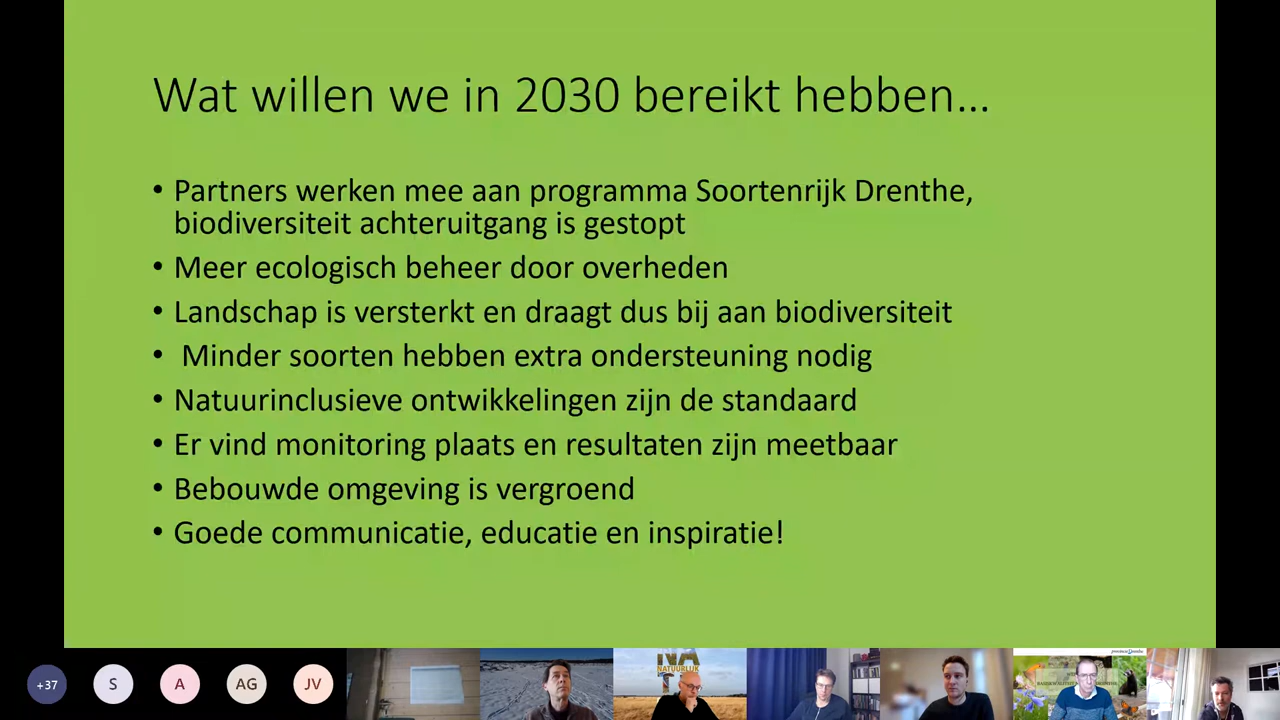 Wat willen we in 2030 bereikt hebben...
• Partners werken mee aan programma Soortenrijk Drenthe,
biodiversiteit achteruitgang is gestopt
• Meer ecologisch beheer door overheden
• Landschap is versterkt en draagt dus bij aan biodiversiteit
• Minder soorten hebben extra ondersteuning nodig
• Natuurinclusieve ontwikkelingen zijn de standaard
• Er vind monitoring plaats en resultaten zijn meetbaar
• Bebouwde omgeving is vergroend
• Goede communicatie, educatie en inspiratie!
+37
S
A
AG
JV
NATUURLIJK